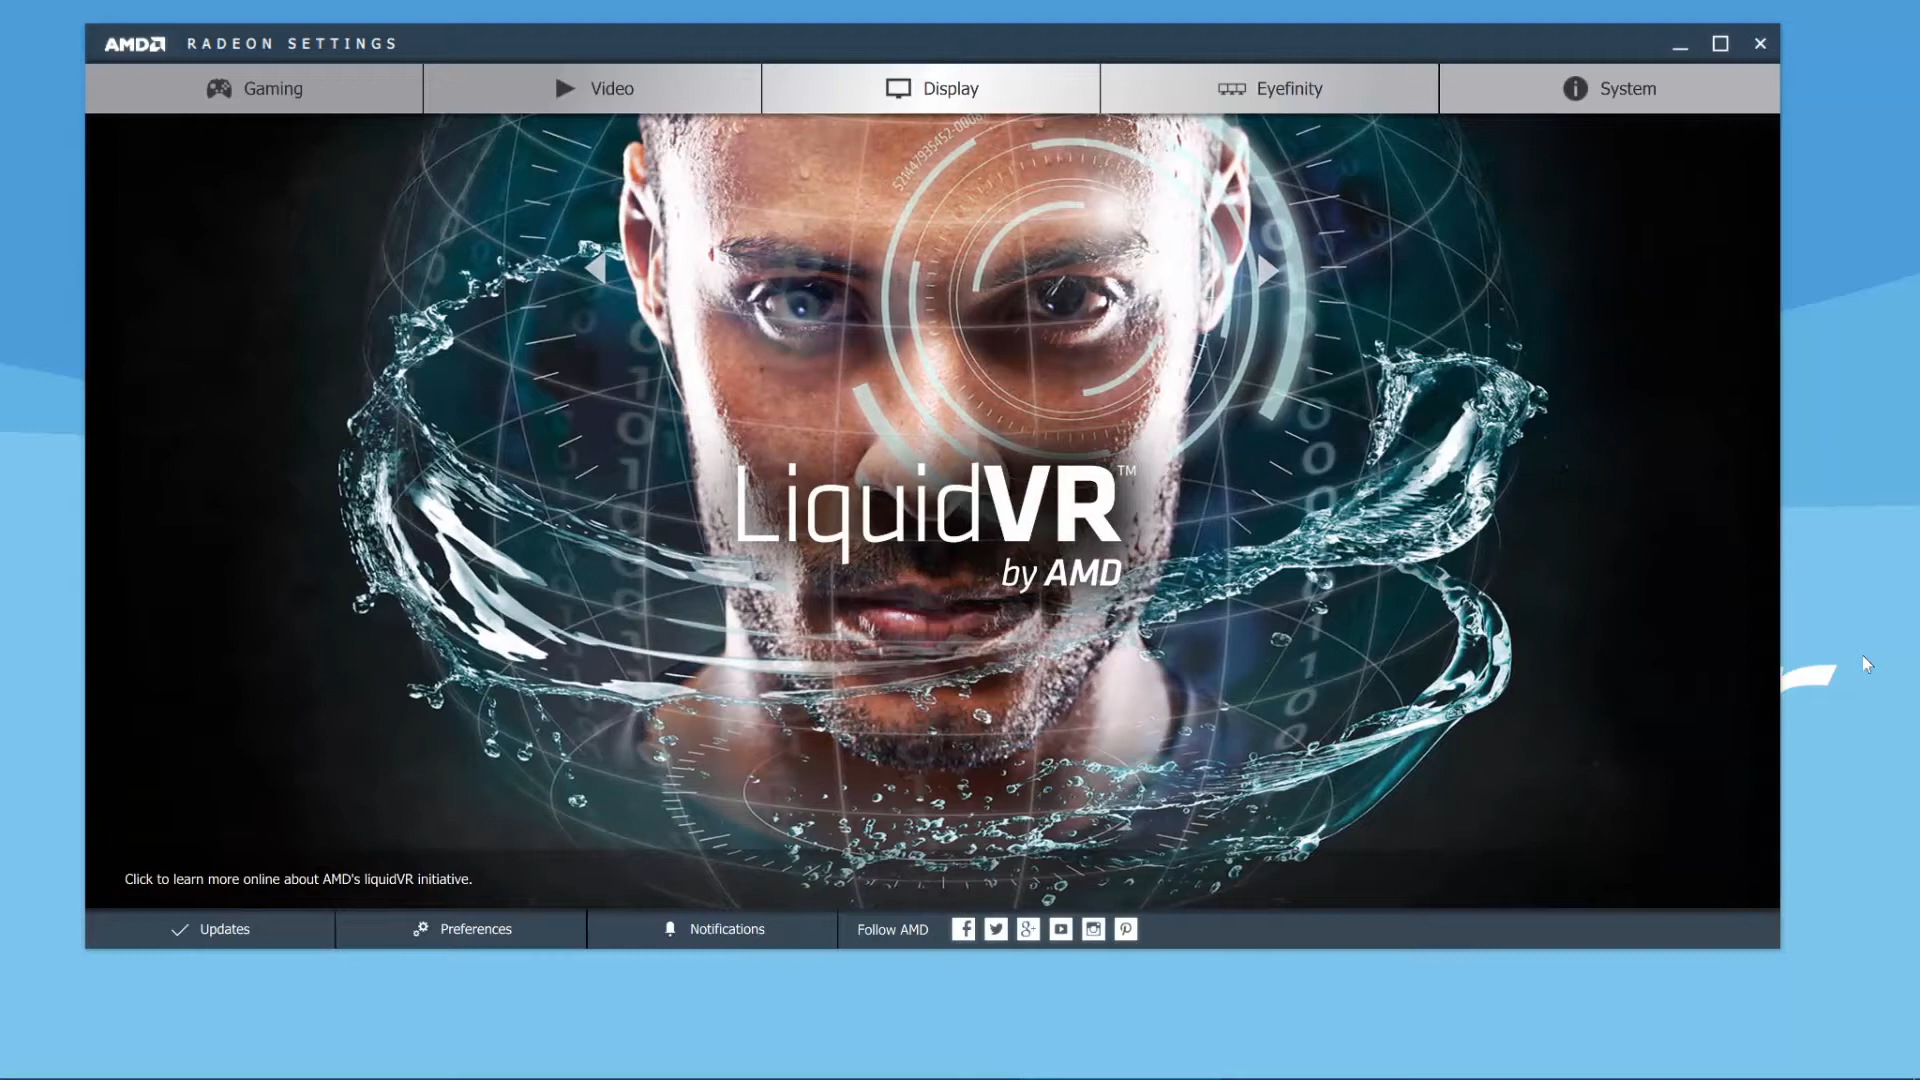 AMD RADEON SETTINGS
Gaming Video Display Eyefinity System
LiquidVR™
by AMD
Click to learn more online about AMD's liquidVR initiative.
Updates Preferences Notifications Follow AMD